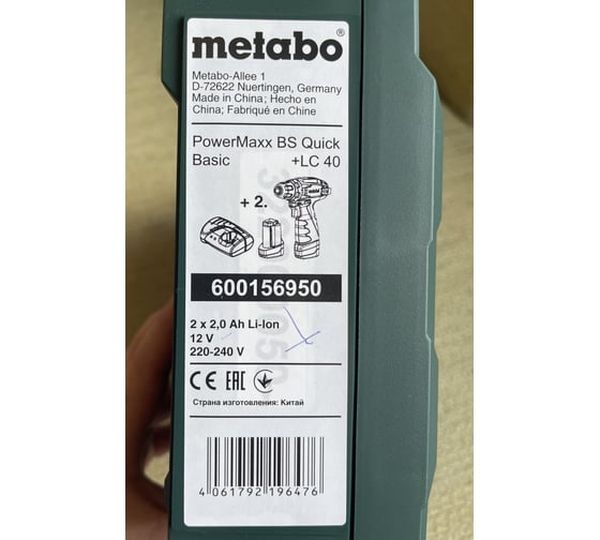 metabo®
Metabo-Allee 1
D-72622 Nuertingen, Germany
Made in China; Hecho en
China; Fabriqué en Chine
PowerMaxx BS Quick
Basic +LC 40
+ 2.
600156950
2 x 2,0 Ah Li-Ion
12 V
220-240 V
CE EAC
Страна изготовления: Китай
4 061792 196476